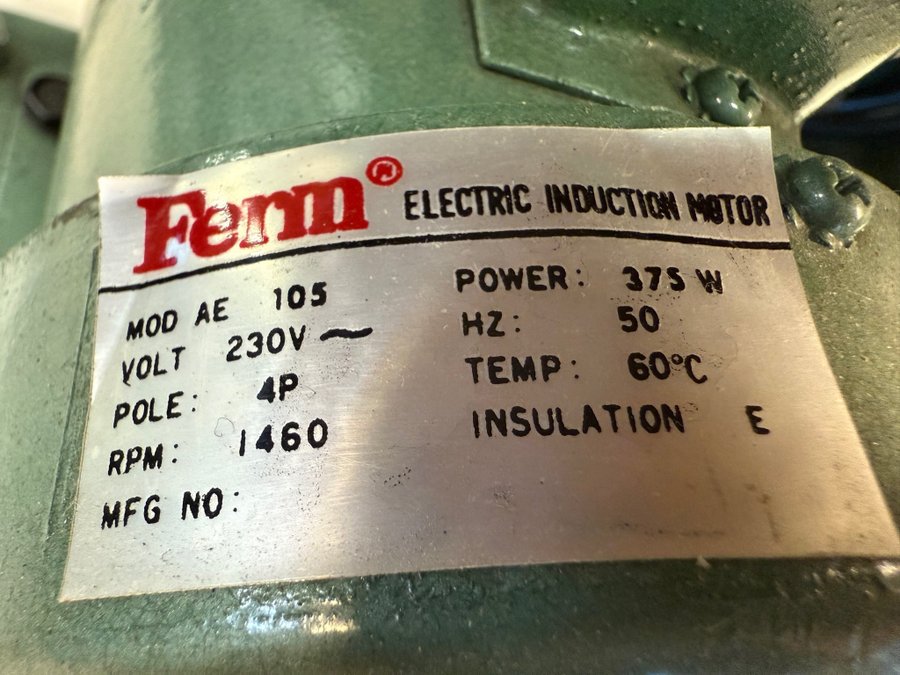 Ferm® ELECTRIC INDUCTION MOTOR
MOD AE 105
VOLT 230V ~
POLE: 4P
RPM: 1460
MFG NO:
POWER: 375 W
HZ: 50
TEMP: 60°C
INSULATION E